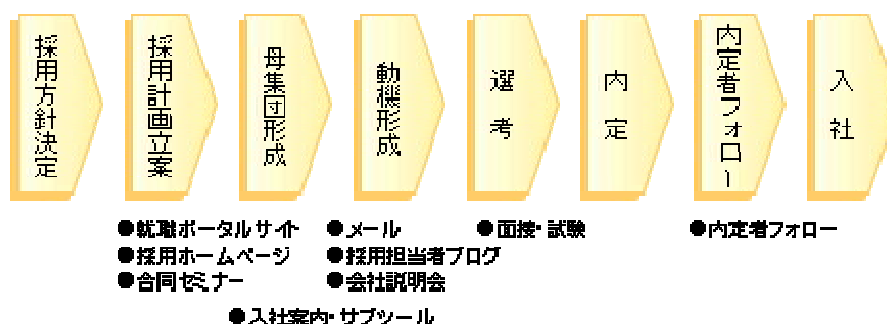 採用方針決定
採用計画立案
母集団形成
動機形成
選考
内定
内定者フォロー
入社
●就職ポータルサイト
●採用ホームページ
●合同セミナー
●メール
●採用担当者ブログ
●会社説明会
●入社案内・サブツール
●面接・試験
●内定者フォロー